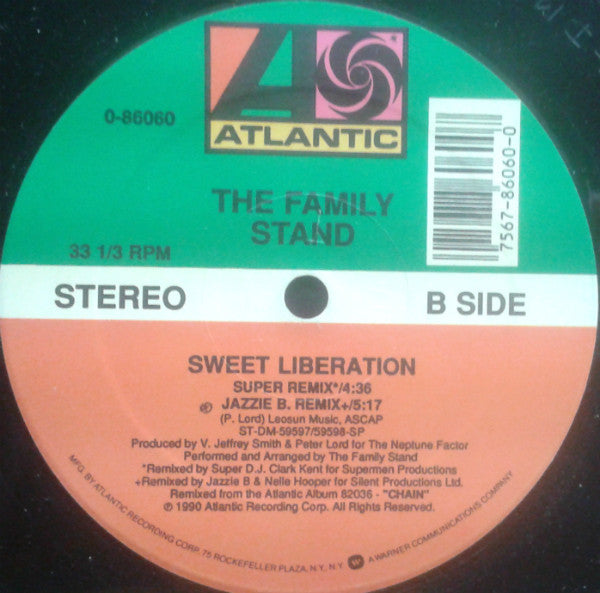 0-86060
ATLANTIC
THE FAMILY
STAND
7567-86060-0
33 1/3 RPM
STEREO
B SIDE
SWEET LIBERATION
SUPER REMIX*/4:36
℗ JAZZIE B. REMIX+/5:17
(P. Lord) Leosun Music, ASCAP
ST-DM-59597/59598-SP
Produced by V. Jeffrey Smith & Peter Lord for The Neptune Factor
Performed and Arranged by The Family Stand
*Remixed by Super D.J. Clark Kent for Supermen Productions
+Remixed by Jazzie B & Nelle Hooper for Silent Productions Ltd.
Remixed from the Atlantic Album 82036 - "CHAIN"
℗ 1990 Atlantic Recording Corp. All Rights Reserved.
MFG. BY ATLANTIC RECORDING CORP. 75 ROCKEFELLER PLAZA, N.Y., N.Y. A WARNER COMMUNICATIONS COMPANY